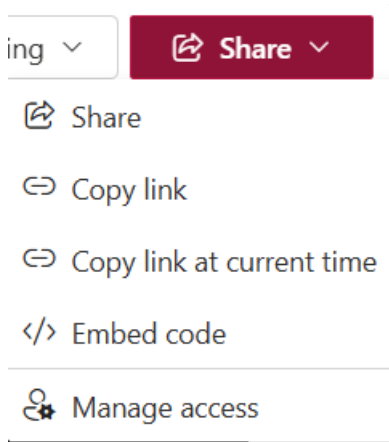 ing Share
Share
Copy link
Copy link at current time
Embed code
Manage access